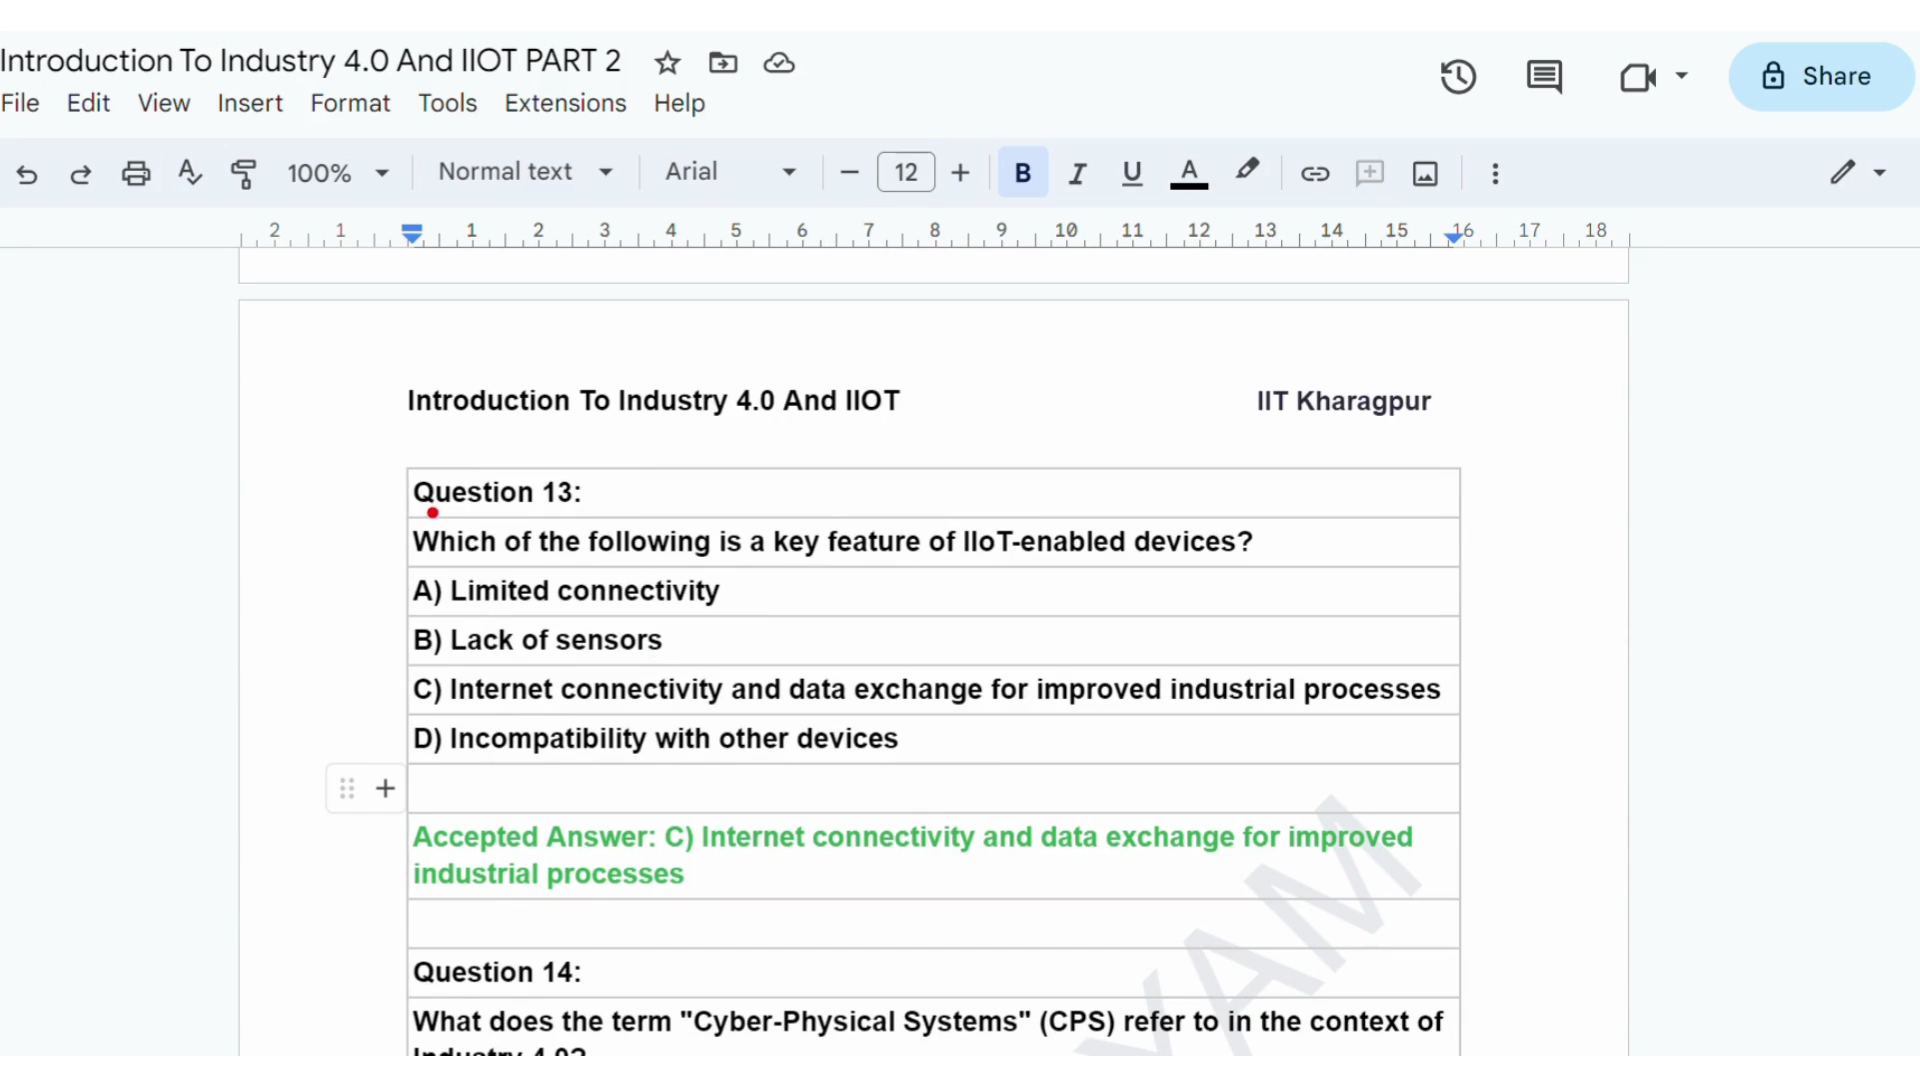 Introduction To Industry 4.0 And IIOT PART 2
File Edit View Insert Format Tools Extensions Help
Share
100% Normal text Arial 12 B I U A
2 1 1 2 3 4 5 6 7 8 9 10 11 12 13 14 15 16 17 18
Introduction To Industry 4.0 And IIOT IIT Kharagpur
Question 13:
Which of the following is a key feature of IIoT-enabled devices?
A) Limited connectivity
B) Lack of sensors
C) Internet connectivity and data exchange for improved industrial processes
D) Incompatibility with other devices
Accepted Answer: C) Internet connectivity and data exchange for improved
industrial processes
Question 14:
What does the term "Cyber-Physical Systems" (CPS) refer to in the context of
Industry 4.0?
YAM